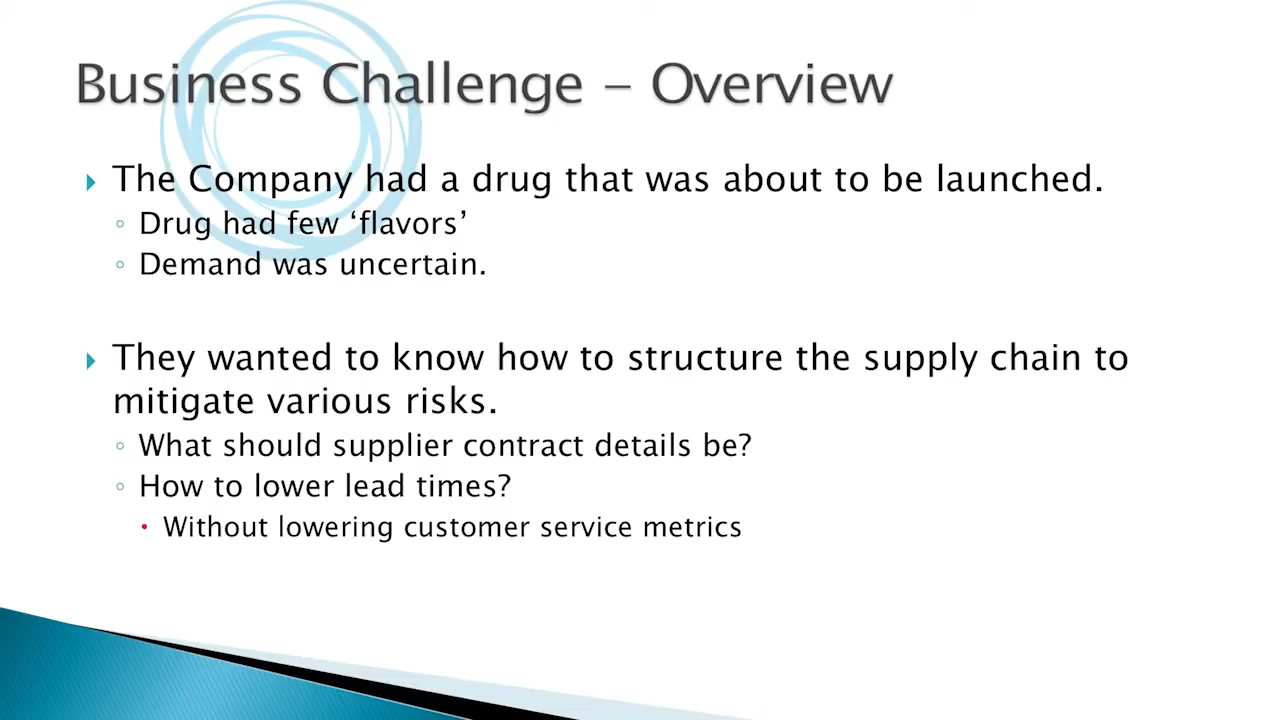 Business Challenge – Overview
The Company had a drug that was about to be launched.
Drug had few ‘flavors’
Demand was uncertain.
They wanted to know how to structure the supply chain to
mitigate various risks.
What should supplier contract details be?
How to lower lead times?
Without lowering customer service metrics